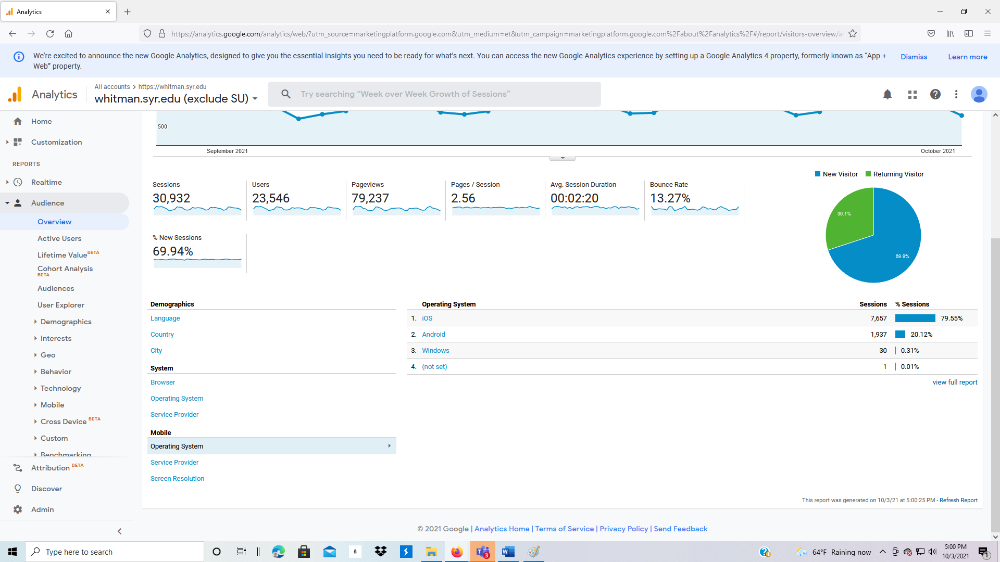 Analytics
https://analytics.google.com/analytics/web/?utm_source=marketingplatform.google.com&utm_medium=et&utm_campaign=marketingplatform.google.com%2Fabout%2Fanalytics%2F#/report/visitors-overview/a
We're excited to announce the new Google Analytics, designed to give you the essential insights you need to be ready for what's next. You can access the new Google Analytics experience by setting up a Google Analytics 4 property, formerly known as “App +
Web” property.
Dismiss
Learn more
Analytics
All accounts > https://whitman.syr.edu
whitman.syr.edu (exclude SU)
Try searching “Week over Week Growth of Sessions”
Home
Customization
REPORTS
Realtime
Audience
Overview
Active Users
Lifetime Value BETA
Cohort Analysis
BETA
Audiences
User Explorer
Demographics
Interests
Geo
Behavior
Technology
Mobile
Cross Device BETA
Custom
Benchmarking
Attribution BETA
Discover
Admin
500
September 2021
October 2021
New Visitor
Returning Visitor
30.1%
69.9%
Sessions
30,932
Users
23,546
Pageviews
79,237
Pages / Session
2.56
Avg. Session Duration
00:02:20
Bounce Rate
13.27%
% New Sessions
69.94%
Demographics
Language
Country
City
System
Browser
Operating System
Service Provider
Mobile
Operating System
Service Provider
Screen Resolution
Operating System Sessions % Sessions
1. iOS 7,657 79.55%
2. Android 1,937 20.12%
3. Windows 30 0.31%
4. (not set) 1 0.01%
view full report
This report was generated on 10/3/21 at 5:00:25 PM - Refresh Report
© 2021 Google | Analytics Home | Terms of Service | Privacy Policy | Send Feedback
Type here to search
a
3
64°F Raining now
5:00 PM
10/3/2021
1